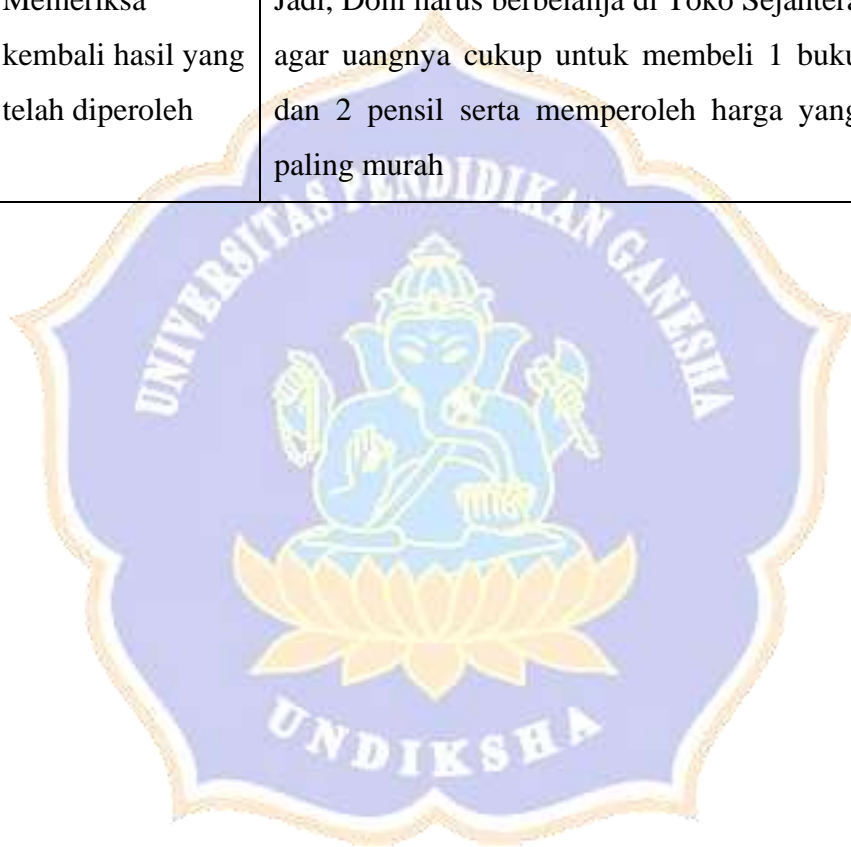 Memeriksa
kembali hasil yang
telah diperoleh
Jadi, Doni harus berbelanja di Toko Sejahtera
agar uangnya cukup untuk membeli 1 buku
dan 2 pensil serta memperoleh harga yang
paling murah
UNIVERSITAS PENDIDIKAN GANESHA
UNDIKSHA